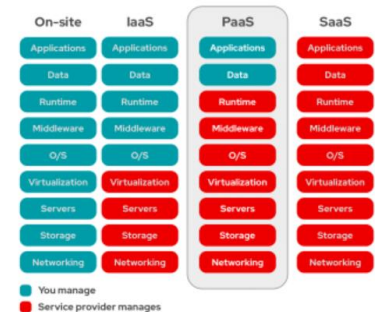 On-site IaaS PaaS SaaS
Applications Applications Applications Applications
Data Data Data Data
Runtime Runtime Runtime Runtime
Middleware Middleware Middleware Middleware
O/S O/S O/S O/S
Virtualization Virtualization Virtualization Virtualization
Servers Servers Servers Servers
Storage Storage Storage Storage
Networking Networking Networking Networking
You manage
Service provider manages